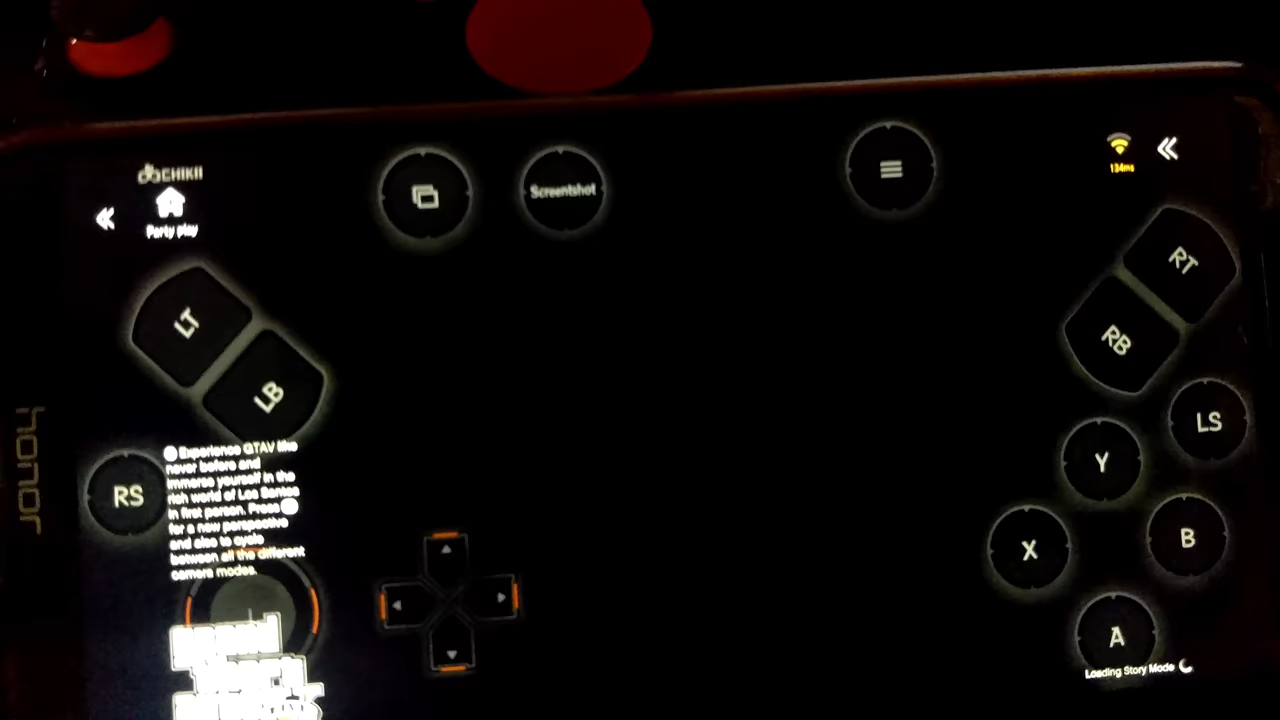 CHIKII
Party play
Screentshot
134ms
LT
LB
RT
RB
LS
RS
Y
X
B
A
Experience GTAV like
never before and
immerse yourself in the
rich world of Los Santos
in first person. Press
for a new perspective
and also to cycle
between all the different
camera modes.
Loading Story Mode
honor